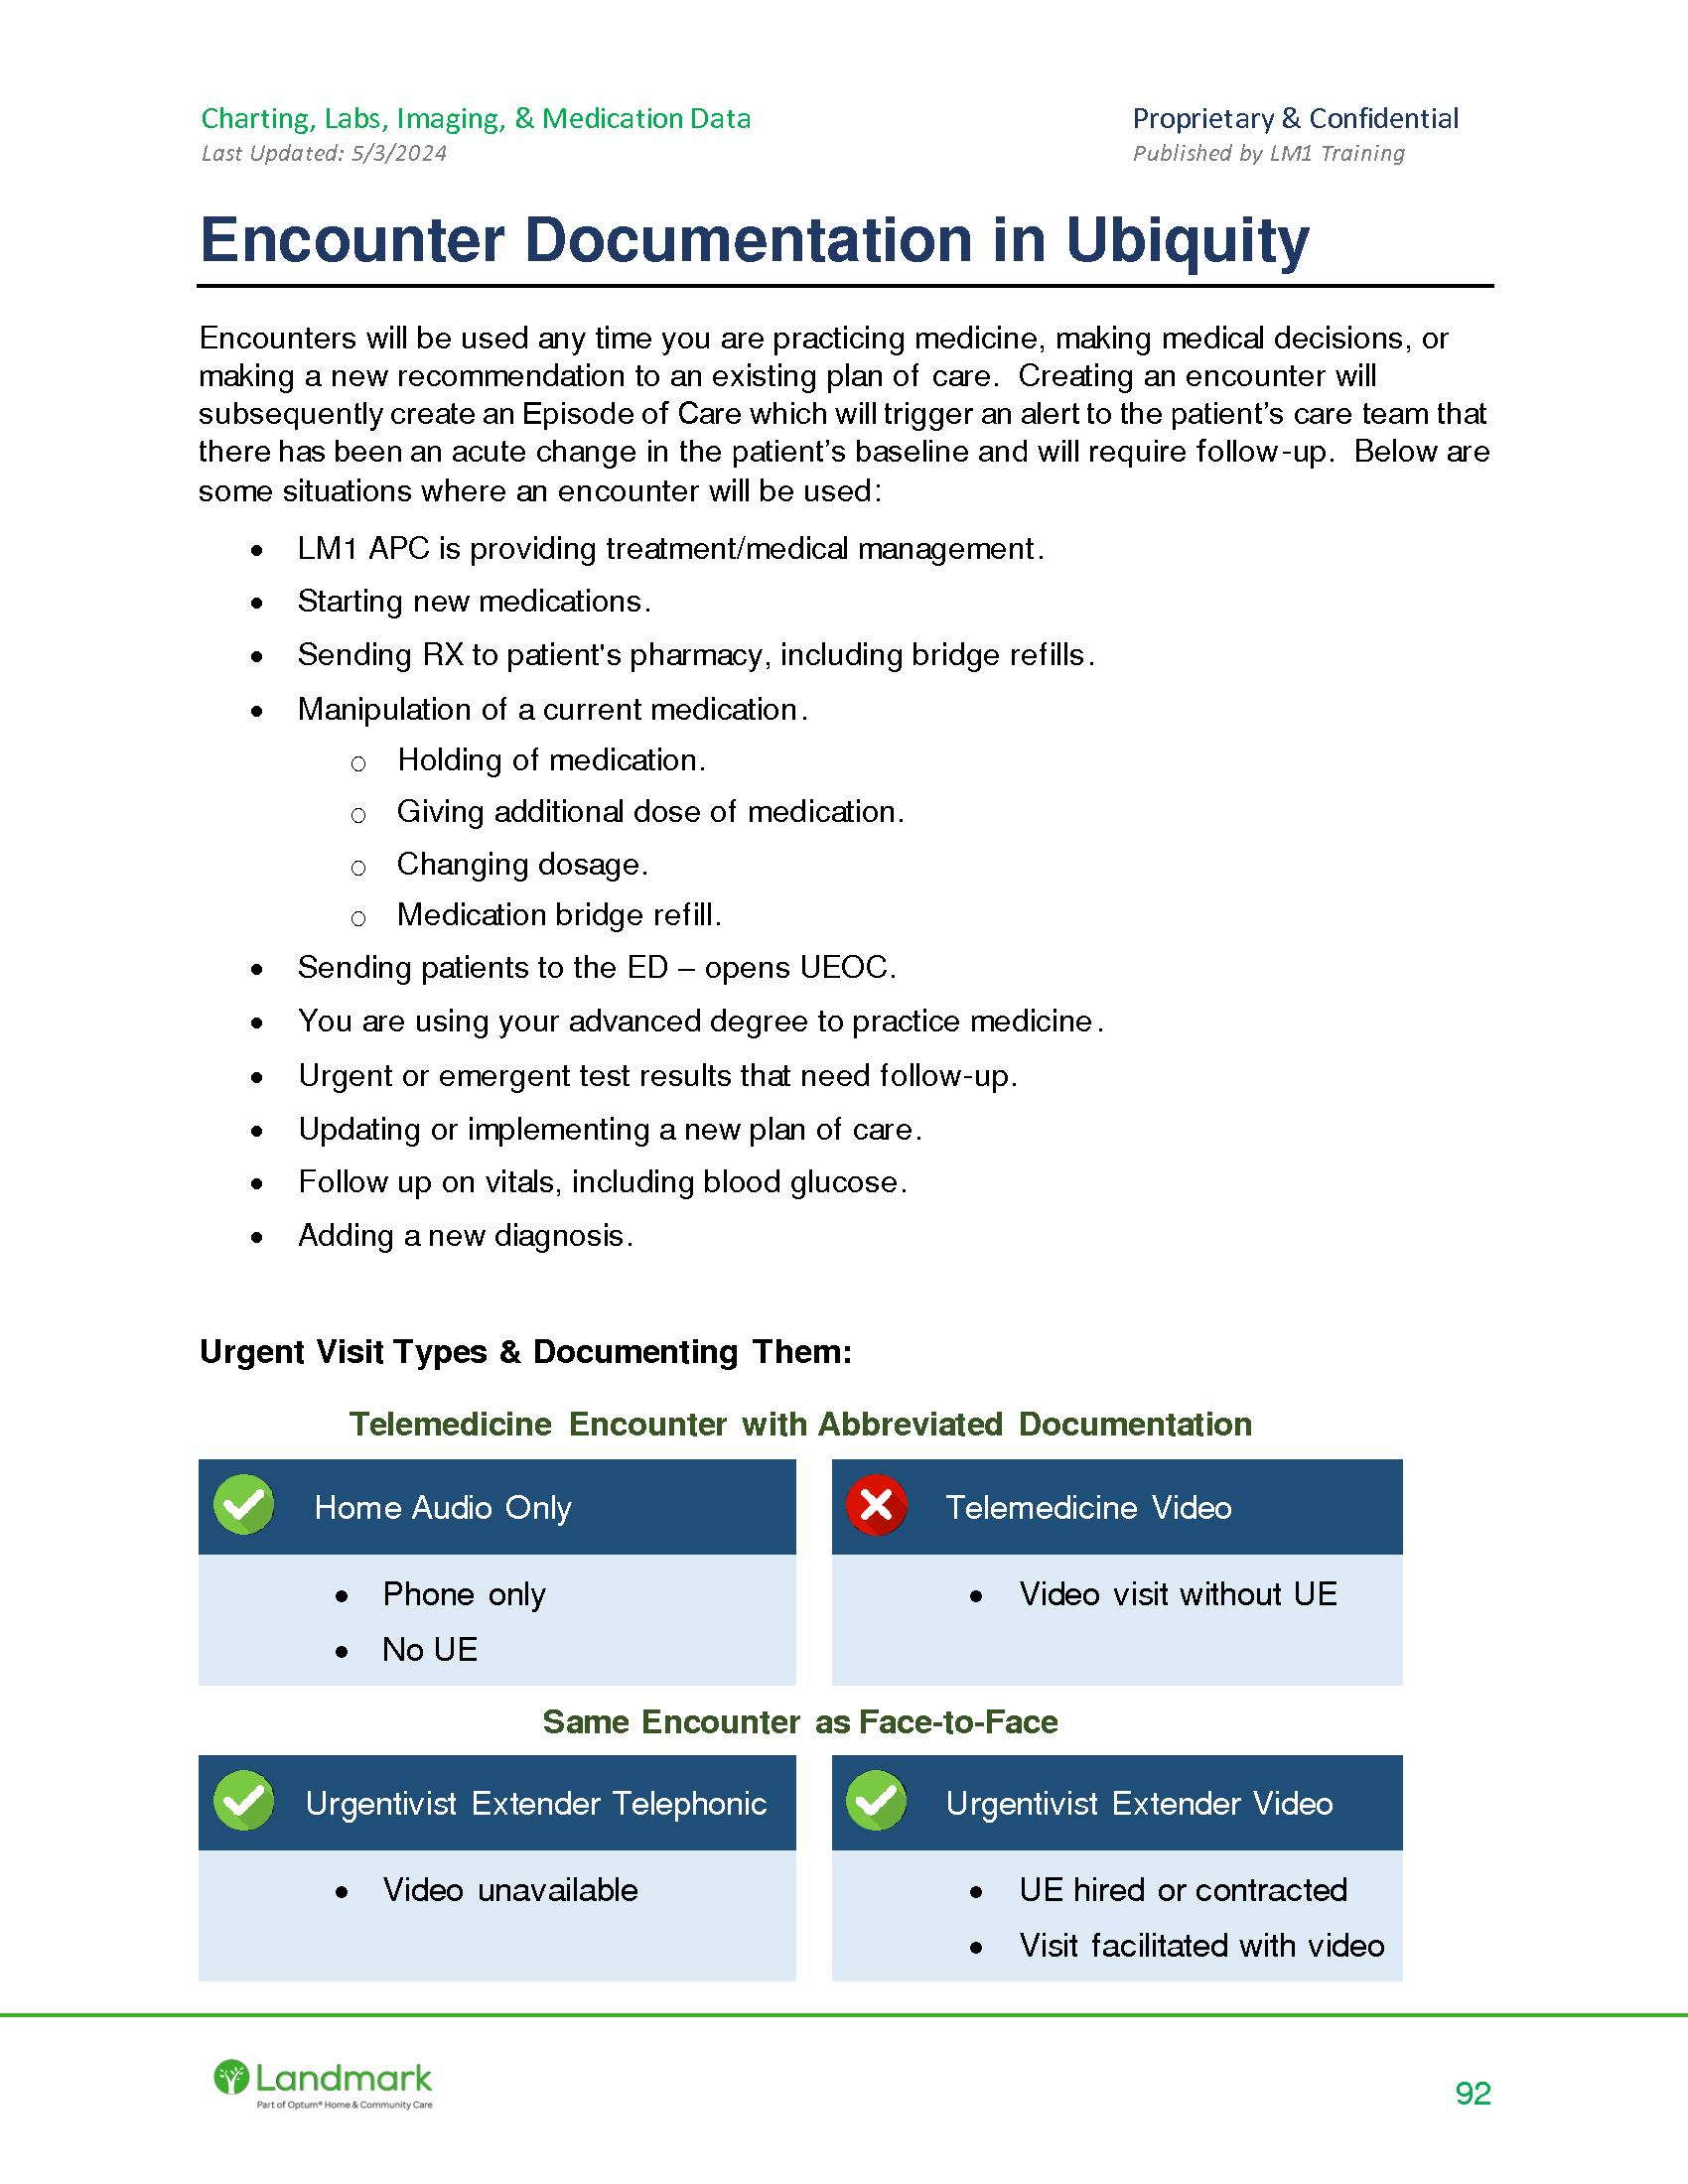 Charting, Labs, Imaging, & Medication Data
Proprietary & Confidential
Last Updated: 5/3/2024
Published by LM1 Training
Encounter Documentation in Ubiquity
Encounters will be used any time you are practicing medicine, making medical decisions, or
making a new recommendation to an existing plan of care.  Creating an encounter will
subsequently create an Episode of Care which will trigger an alert to the patient’s care team that
there has been an acute change in the patient’s baseline and will require follow-up.  Below are
some situations where an encounter will be used:
• LM1 APC is providing treatment/medical management.
• Starting new medications.
• Sending RX to patient's pharmacy, including bridge refills.
• Manipulation of a current medication.
o Holding of medication.
o Giving additional dose of medication.
o Changing dosage.
o Medication bridge refill.
• Sending patients to the ED – opens UEOC.
• You are using your advanced degree to practice medicine.
• Urgent or emergent test results that need follow-up.
• Updating or implementing a new plan of care.
• Follow up on vitals, including blood glucose.
• Adding a new diagnosis.
Urgent Visit Types & Documenting Them:
Telemedicine Encounter with Abbreviated Documentation
Home Audio Only
• Phone only
• No UE
Telemedicine Video
• Video visit without UE
Same Encounter as Face-to-Face
Urgentivist Extender Telephonic
• Video unavailable
Urgentivist Extender Video
• UE hired or contracted
• Visit facilitated with video
Landmark
Part of Optum® Home & Community Care
92